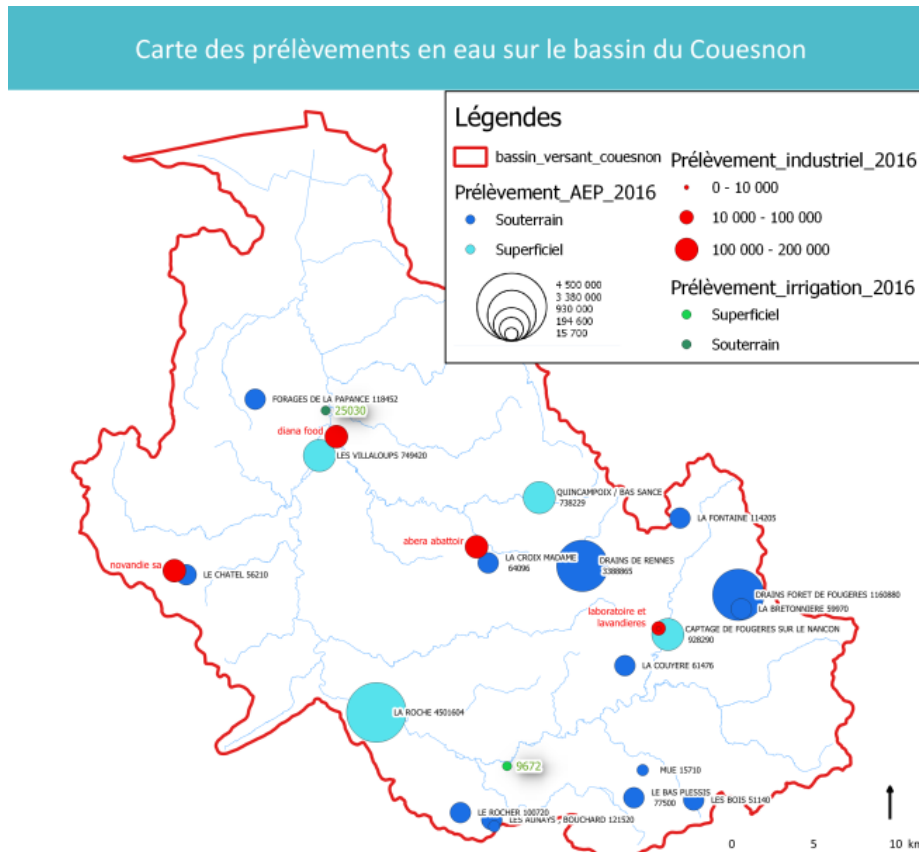 Carte des prélèvements en eau sur le bassin du Couesnon
Légendes
bassin_versant_couesnon
Prélèvement_AEP_2016
Souterrain
Superficiel
4 500 000
3 380 000
930 000
194 600
15 700
Prélèvement_industriel_2016
0 - 10 000
10 000 - 100 000
100 000 - 200 000
Prélèvement_irrigation_2016
Superficiel
Souterrain
FORAGES DE LA PAPANCE 118452
25030
diana food
LES VILLALOUPS 749420
QUINCAMPOIX / BAS SANCE
738229
LA FONTAINE 114205
abera abattoir
LA CROIX MADAME
64096
DRAINS DE RENNES
3388865
novandie sa
LE CHATEL 56210
DRAINS FORET DE FOUGERES 1160880
LA BRETONNIERE 59970
laboratoire et
lavandieres
CAPTAGE DE FOUGERES SUR LE NANCON
928290
LA COUYERE 61476
LA ROCHE 4501604
9672
MUE 15710
LE BAS PLESSIS
77500
LES BOIS 51140
LE ROCHER 100720
LES AUNAYS / BOUCHARD 121520
0 5 10 km